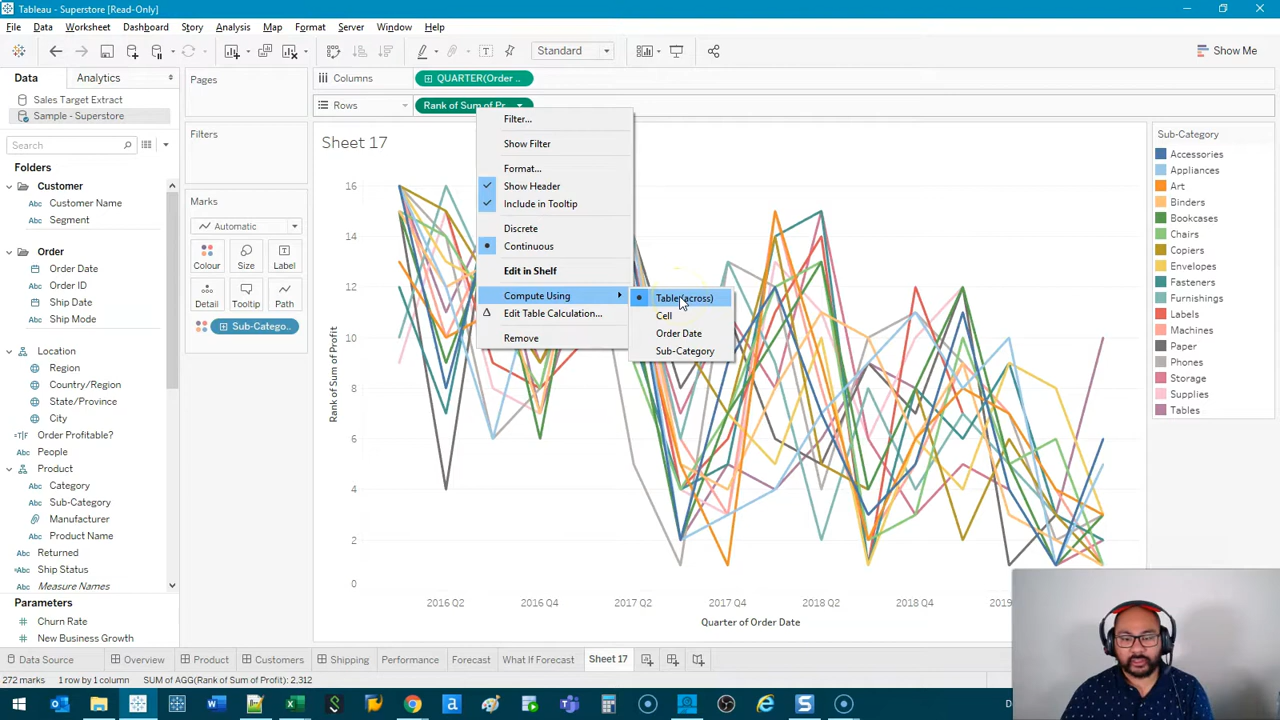 Tableau - Superstore [Read-Only]
File Data Worksheet Dashboard Story Analysis Map Format Server Window Help
Standard
Show Me
Data Analytics
Pages
Columns
QUARTER(Order ..
Sales Target Extract
Sample - Superstore
Rows
Rank of Sum of Pr..
Search
Filters
Sheet 17
Folders
Customer
Customer Name
Segment
Order
Order Date
Order ID
Ship Date
Ship Mode
Location
Region
Country/Region
State/Province
City
Order Profitable?
People
Product
Category
Sub-Category
Manufacturer
Product Name
Returned
Ship Status
Measure Names
Parameters
Churn Rate
New Business Growth
Marks
Automatic
Colour Size Label
Detail Tooltip Path
Sub-Catego..
Filter...
Show Filter
Format...
Show Header
Include in Tooltip
Discrete
Continuous
Edit in Shelf
Compute Using
Edit Table Calculation...
Remove
Table (across)
Cell
Order Date
Sub-Category
Rank of Sum of Profit
16
14
12
10
8
6
4
2
0
2016 Q2 2016 Q4 2017 Q2 2017 Q4 2018 Q2 2018 Q4
Quarter of Order Date
Sub-Category
Accessories
Appliances
Art
Binders
Bookcases
Chairs
Copiers
Envelopes
Fasteners
Furnishings
Labels
Machines
Paper
Phones
Storage
Supplies
Tables
Data Source Overview Product Customers Shipping Performance Forecast What If Forecast Sheet 17
272 marks 1 row by 1 column SUM of AGG(Rank of Sum of Profit): 2,312